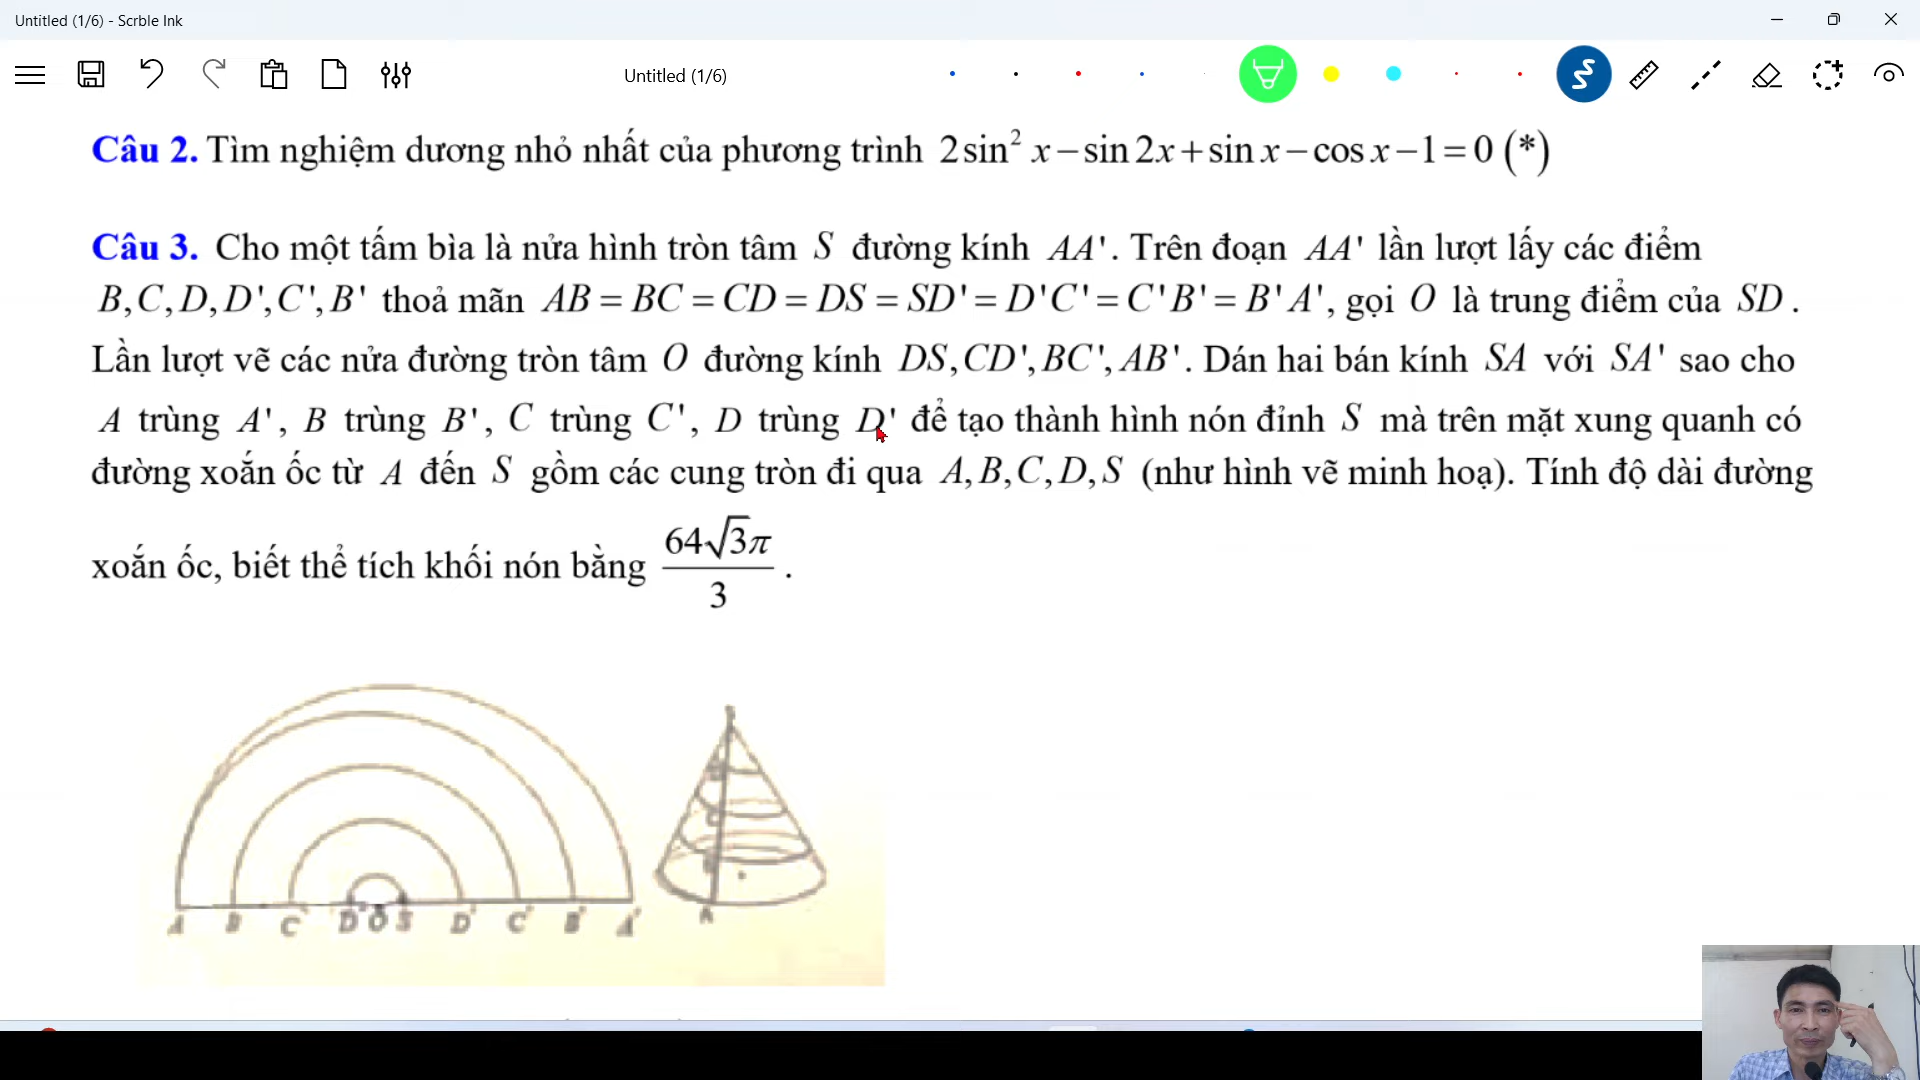 Untitled (1/6) - Scrble Ink
Untitled (1/6)
Câu 2. Tìm nghiệm dương nhỏ nhất của phương trình 2sin² x − sin 2x + sin x − cos x − 1 = 0 (*)
Câu 3. Cho một tấm bìa là nửa hình tròn tâm S đường kính AA'. Trên đoạn AA' lần lượt lấy các điểm
B, C, D, D', C', B' thoả mãn AB = BC = CD = DS = SD' = D'C' = C'B' = B'A', gọi O là trung điểm của SD.
Lần lượt vẽ các nửa đường tròn tâm O đường kính DS, CD', BC', AB'. Dán hai bán kính SA với SA' sao cho
A trùng A', B trùng B', C trùng C', D trùng D' để tạo thành hình nón đỉnh S mà trên mặt xung quanh có
đường xoắn ốc từ A đến S gồm các cung tròn đi qua A, B, C, D, S (như hình vẽ minh hoạ). Tính độ dài đường
xoắn ốc, biết thể tích khối nón bằng 64√3π/3.
A B C D O S D' C' B' A'
A